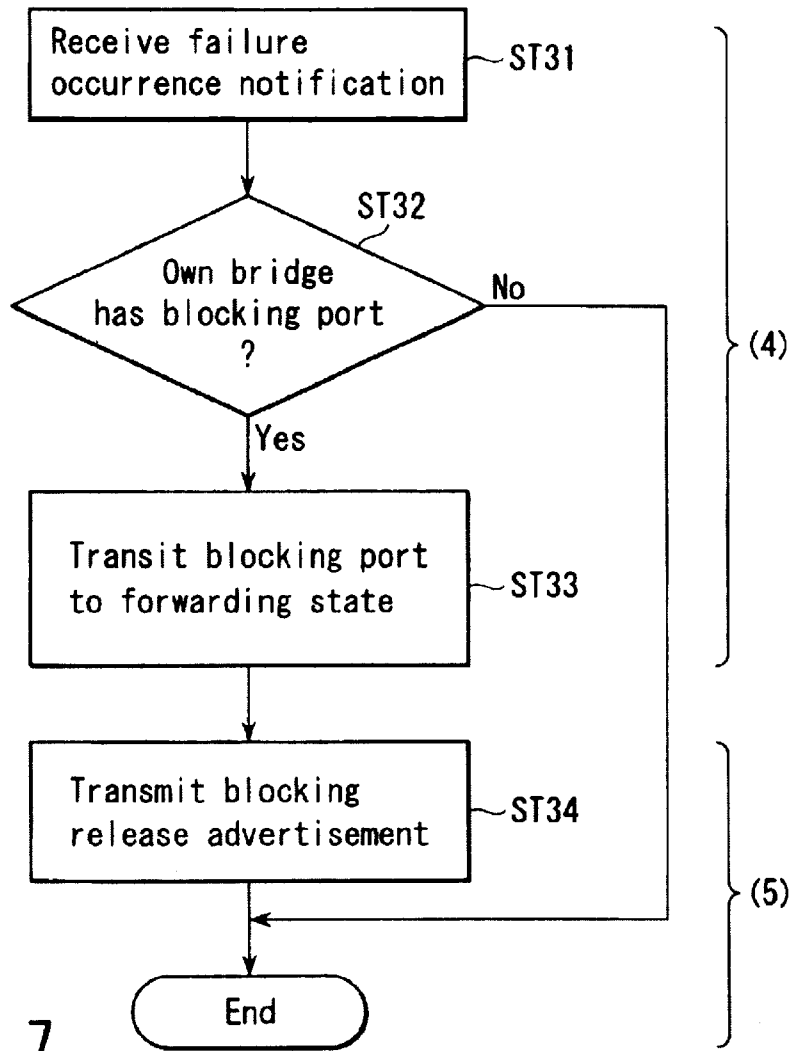 Receive failure
occurrence notification
ST31
ST32
Own bridge
has blocking port
?
No
(4)
Yes
Transit blocking port
to forwarding state
ST33
Transmit blocking
release advertisement
ST34
(5)
End
7